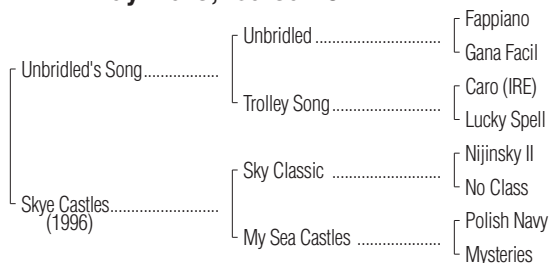 Fappiano
Unbridled ........................
Gana Facil
Unbridled's Song..................
Caro (IRE)
Trolley Song .....................
Lucky Spell
Nijinsky II
Sky Classic ......................
No Class
Skye Castles......................
(1996)
Polish Navy
My Sea Castles ...................
Mysteries